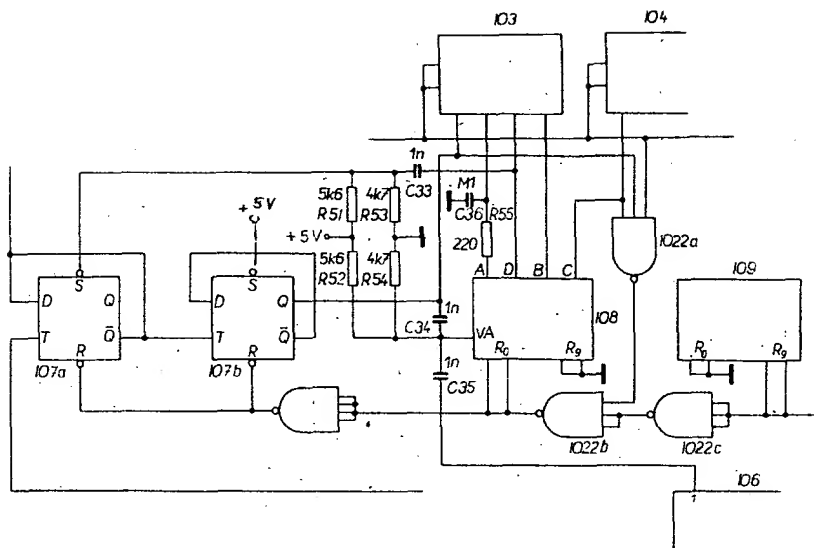 IO3
IO4
1n
C33
M1
C36
R55
220
5k6
R51
4k7
R53
+5V
+5V
5k6
R52
4k7
R54
IO22a
IO9
A
D
B
C
IO8
VA
R0
R9
R0
R9
S
D
Q
T
Q̅
R
IO7a
S
D
Q
T
Q̅
R
IO7b
1n
C34
1n
C35
IO22b
IO22c
IO6
1